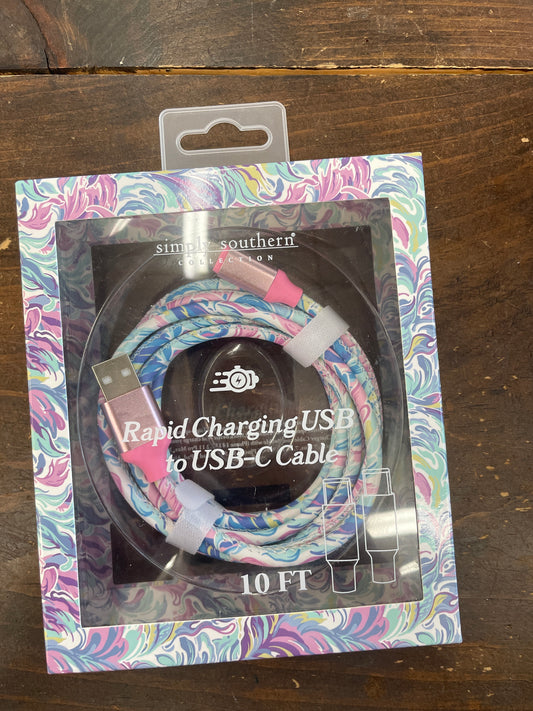 simply southern®
COLLECTION
Rapid Charging USB
to USB-C Cable
10 FT